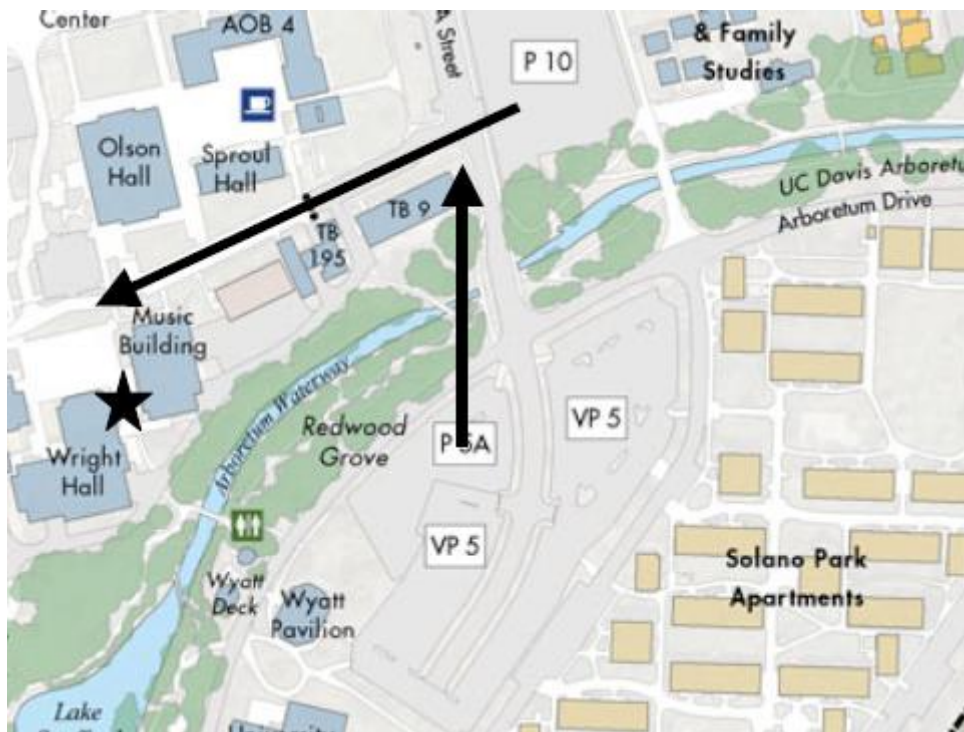 Center
AOB 4
A Street
P 10
& Family
Studies
Olson
Hall
Sproul
Hall
UC Davis Arboretu
Arboretum Drive
TB 9
TB
195
Music
Building
Arboretum Waterway
Redwood
Grove
P 5A
VP 5
Wright
Hall
VP 5
Wyatt
Deck
Wyatt
Pavilion
Solano Park
Apartments
Lake